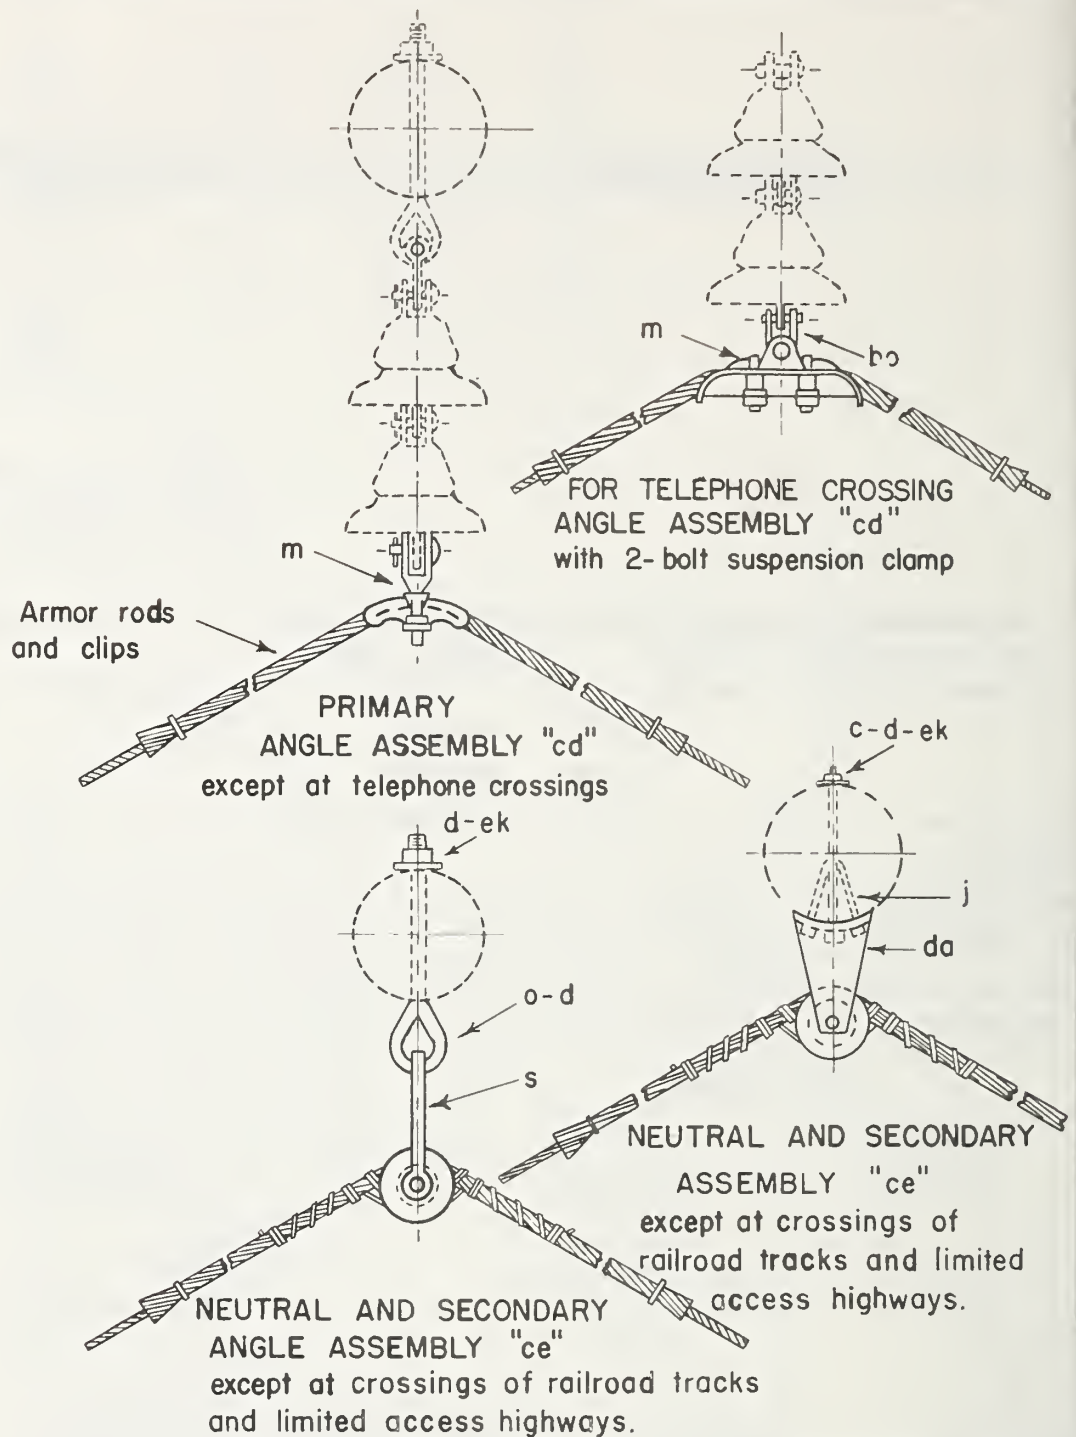 m
bo
m
FOR TELEPHONE CROSSING
ANGLE ASSEMBLY "cd"
with 2-bolt suspension clamp
Armor rods
and clips
PRIMARY
ANGLE ASSEMBLY "cd"
except at telephone crossings
c-d-ek
d-ek
j
da
o-d
s
NEUTRAL AND SECONDARY
ASSEMBLY "ce"
except at crossings of
railroad tracks and limited
access highways.
NEUTRAL AND SECONDARY
ANGLE ASSEMBLY "ce"
except at crossings of railroad tracks
and limited access highways.